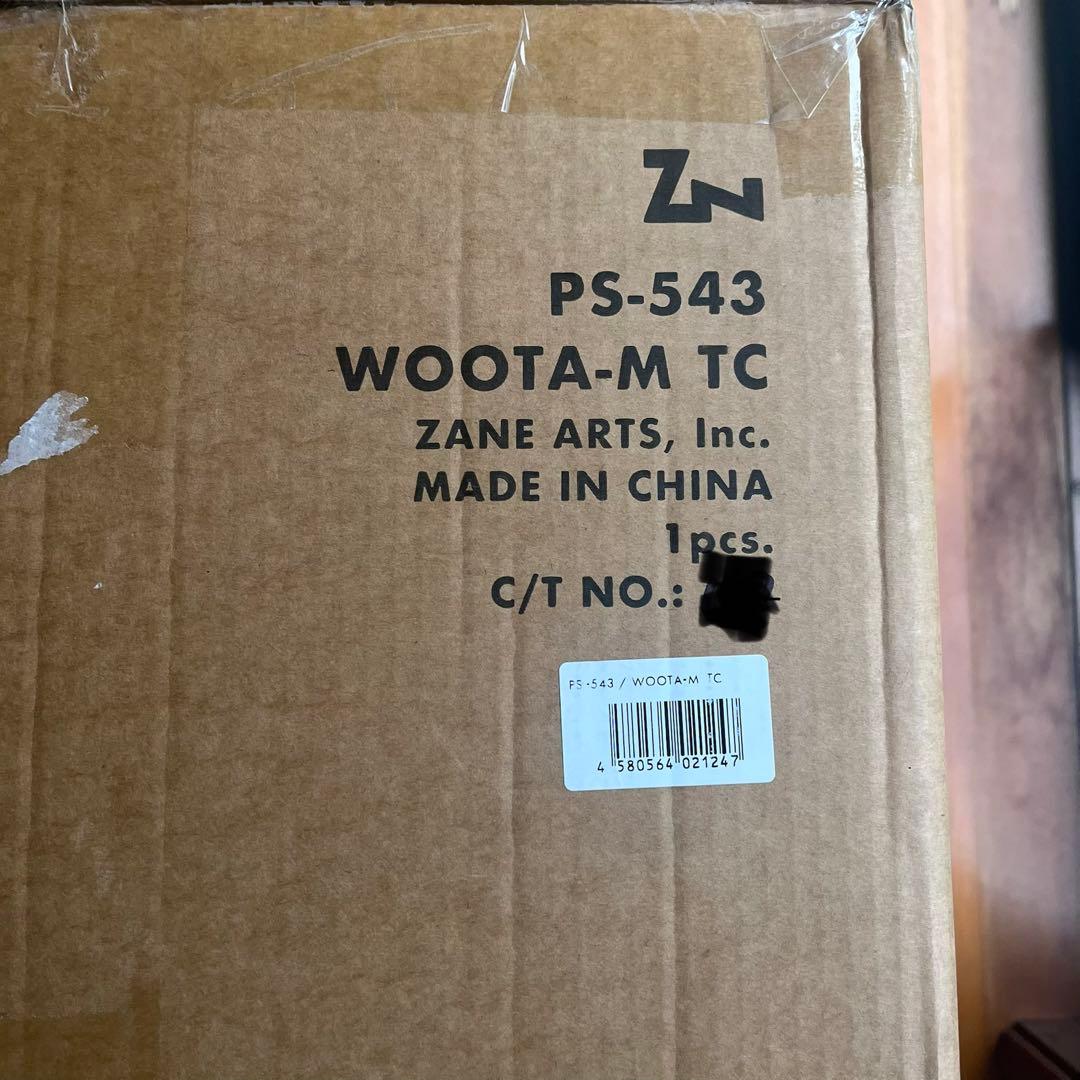 ZN
PS-543
WOOTA-M TC
ZANE ARTS, Inc.
MADE IN CHINA
1pcs.
C/T NO.:
PS-543 / WOOTA-M TC
4 580564 021247